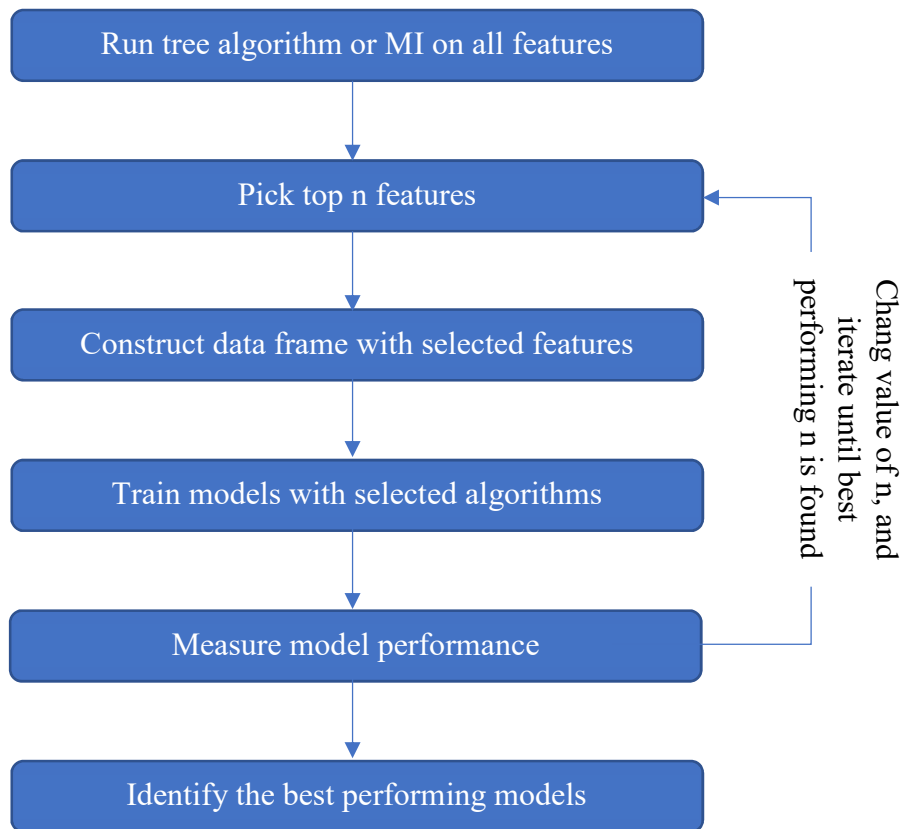 Run tree algorithm or MI on all features
Pick top n features
Construct data frame with selected features
Train models with selected algorithms
Measure model performance
Identify the best performing models
Chang value of n, and
iterate until best
performing n is found